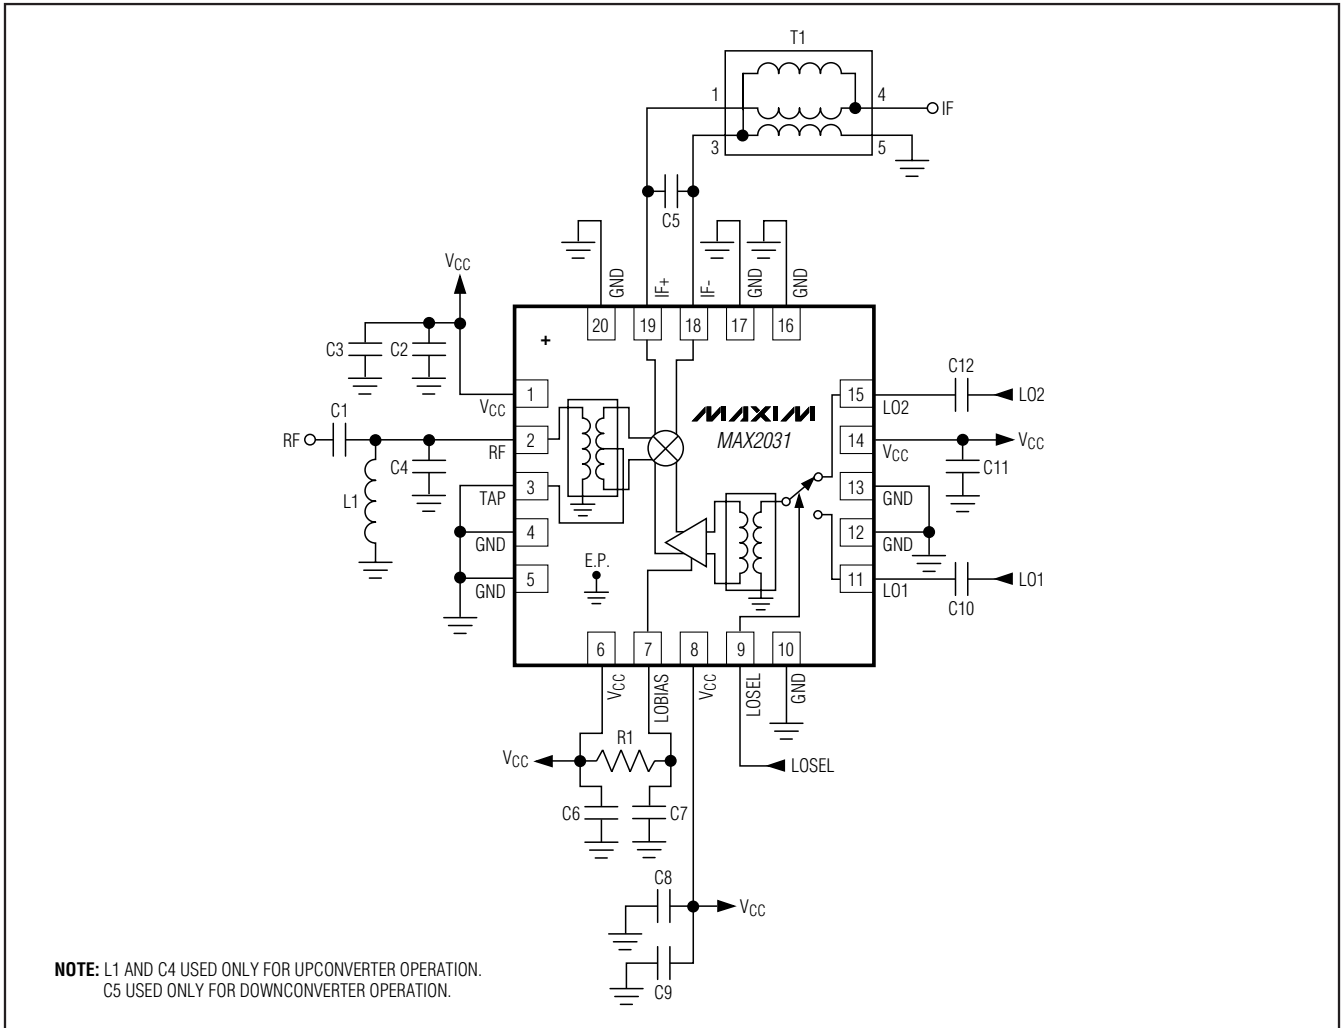 T1
1
4
IF
3
5
C5
VCC
GND
IF+
IF-
GND
GND
20
19
18
17
16
C3
C2
+
C12
1
VCC
15
LO2
LO2
MAXIM
MAX2031
C1
RF
2
RF
14
VCC
VCC
C4
C11
L1
3
TAP
13
GND
4
GND
12
GND
E.P.
5
GND
11
LO1
LO1
C10
6
7
8
9
10
VCC
LOBIAS
VCC
LOSEL
GND
R1
VCC
LOSEL
C6
C7
C8
VCC
C9
NOTE: L1 AND C4 USED ONLY FOR UPCONVERTER OPERATION.
C5 USED ONLY FOR DOWNCONVERTER OPERATION.